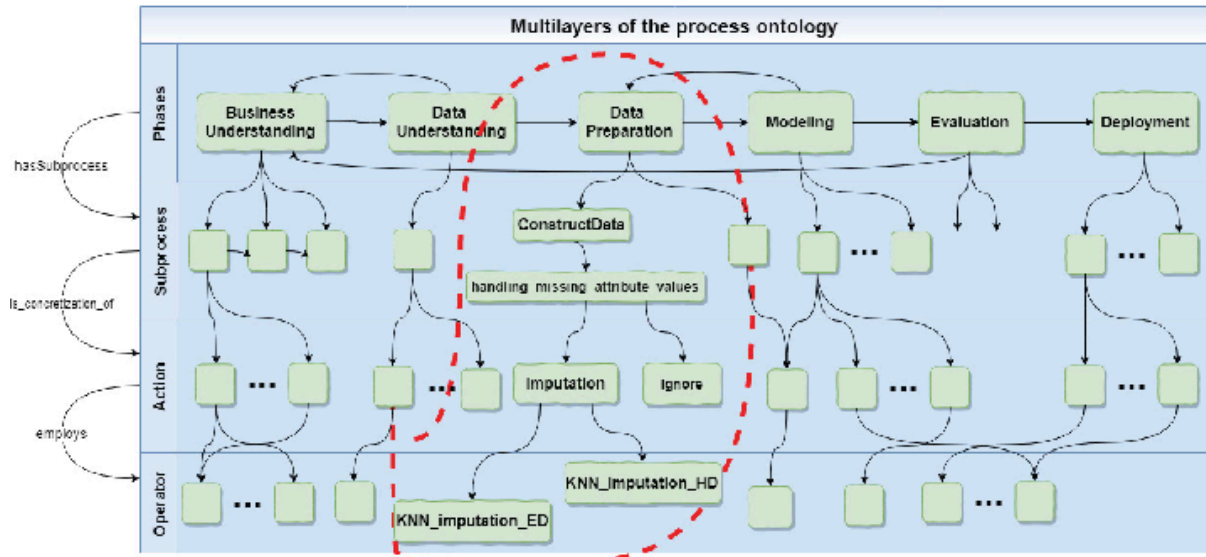 Multilayers of the process ontology
Phases
Business
Understanding
Data
Understanding
Data
Preparation
Modeling
Evaluation
Deployment
hasSubprocess
Subprocess
ConstructData
handling_missing_attribute_values
Is_concretization_of
Action
Imputation
Ignore
employs
Operator
KNN_Imputation_HD
KNN_imputation_ED